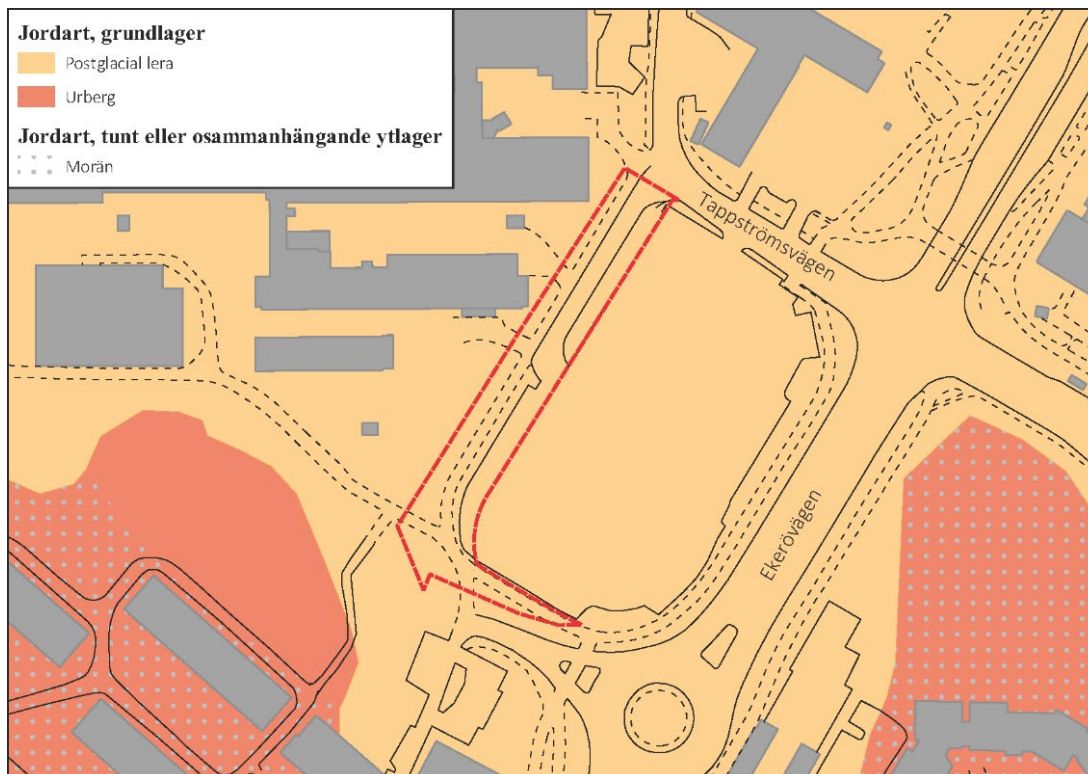 Jordart, grundlager
Postglacial lera
Urberg
Jordart, tunt eller osammanhängande ytlager
Morän
Tappströmsvägen
Ekerövägen